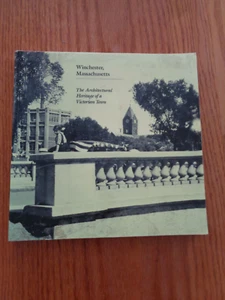 Winchester,
Massachusetts
The Architectural
Heritage of a
Victorian Town